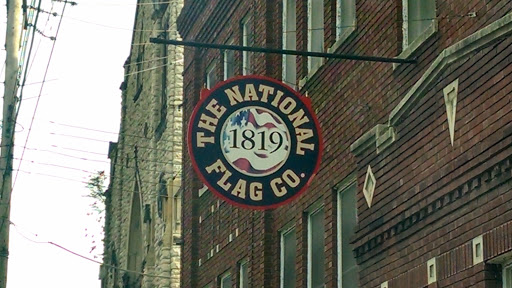 THE NATIONAL
1819
FLAG CO.